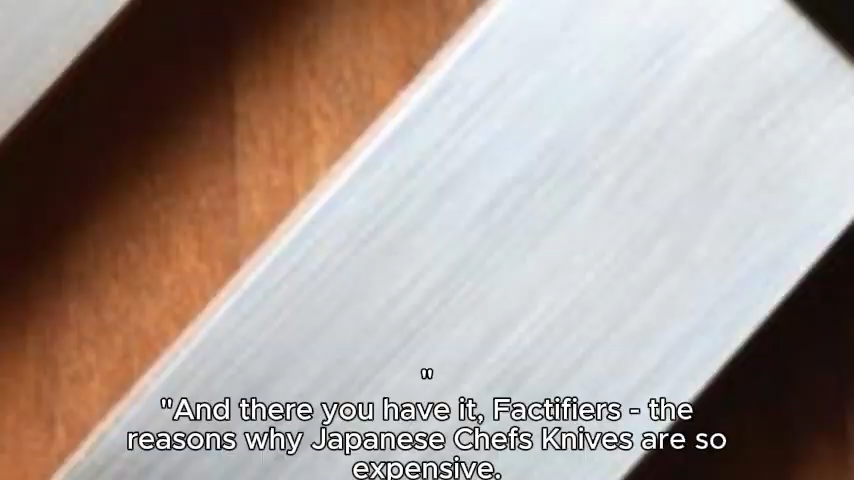 "
"And there you have it, Factifiers - the
reasons why Japanese Chefs Knives are so
expensive.